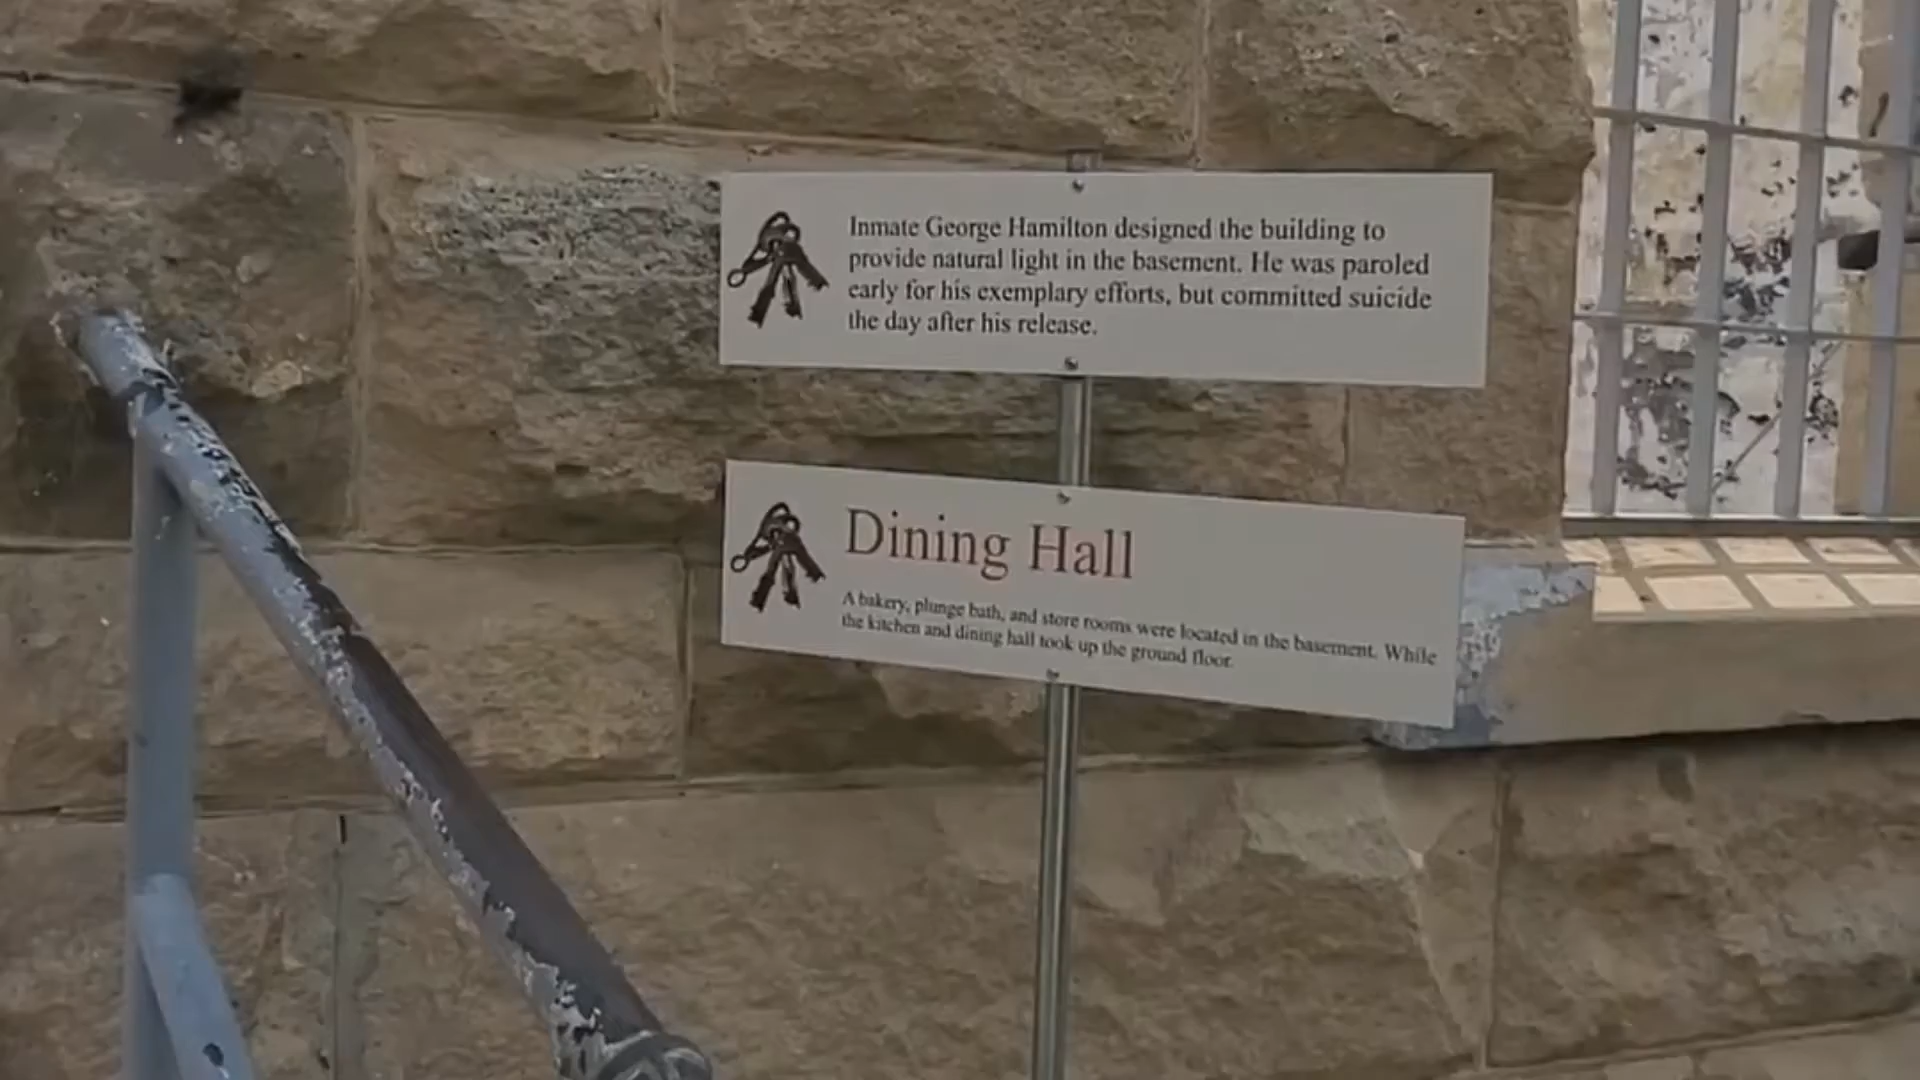 Inmate George Hamilton designed the building to
provide natural light in the basement. He was paroled
early for his exemplary efforts, but committed suicide
the day after his release.
Dining Hall
A bakery, plunge bath, and store rooms were located in the basement. While
the kitchen and dining hall took up the ground floor.